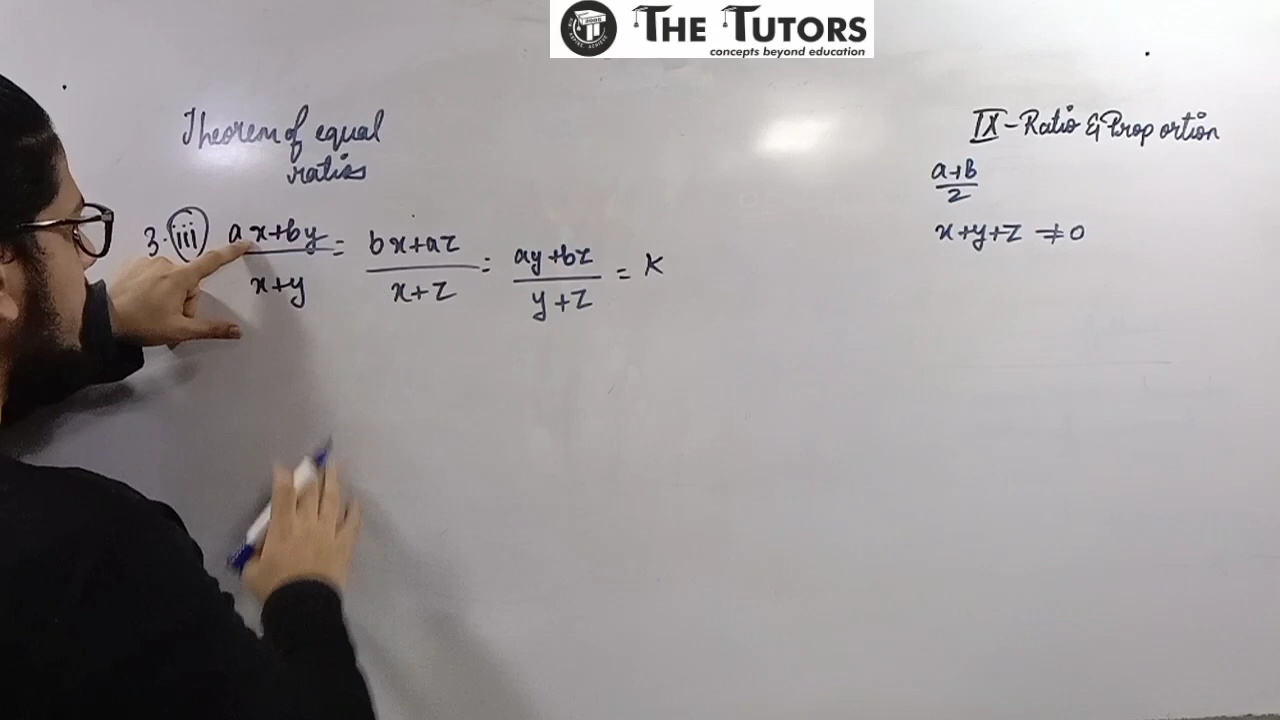 THE TUTORS
concepts beyond education
Theorem of equal
ratios
IX - Ratio & Proportion
a+b
2
x+y+z ≠ 0
3. iii) ax+by / x+y = bx+az / x+z = ay+bz / y+z = K